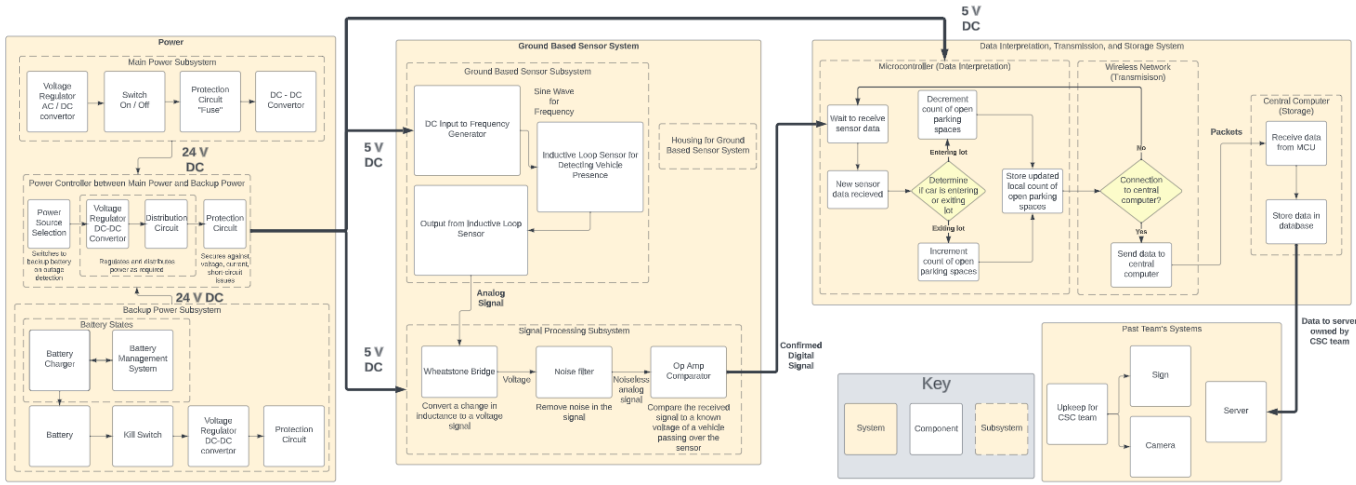 5 V
DC
Power
Main Power Subsystem
Voltage
Regulator
AC / DC
convertor
Switch
On / Off
Protection
Circuit
"Fuse"
DC - DC
Convertor
24 V
DC
Power Controller between Main Power and Backup Power
Power
Source
Selection
Voltage
Regulator
DC-DC
Convertor
Distribution
Circuit
Protection
Circuit
Switches to
backup battery
on outage
detection
Regulates and distributes
power as required
Secures against
voltage, current,
short-circuit
issues
24 V DC
Backup Power Subsystem
Battery States
Battery
Charger
Battery
Management
System
Battery
Kill Switch
Voltage
Regulator
DC-DC
convertor
Protection
Circuit
5 V
DC
5 V
DC
Ground Based Sensor System
Ground Based Sensor Subsystem
DC Input to Frequency
Generator
Sine Wave
for
Frequency
Inductive Loop Sensor for
Detecting Vehicle
Presence
Output from Inductive Loop
Sensor
Housing for Ground
Based Sensor System
Analog
Signal
Signal Processing Subsystem
Wheatstone Bridge
Voltage
Noise filter
Noiseless
analog
signal
Op Amp
Comparator
Convert a change in
inductance to a voltage
signal
Remove noise in the
signal
Compare the received
signal to a known
voltage of a vehicle
passing over the
sensor
Confirmed
Digital
Signal
Data Interpretation, Transmission, and Storage System
Microcontroller (Data Interpretation)
Wait to receive
sensor data
New sensor
data recieved
Decrement
count of open
parking
spaces
Entering lot
Determine
if car is entering
or exiting
lot
Exiting lot
Increment
count of open
parking spaces
Store updated
local count of
open parking
spaces
Wireless Network
(Transmisison)
No
Connection
to central
computer?
Yes
Send data to
central
computer
Packets
Central Computer
(Storage)
Receive data
from MCU
Store data in
database
Data to server
owned by
CSC team
Key
System
Component
Subsystem
Past Team's Systems
Upkeep for
CSC team
Sign
Camera
Server